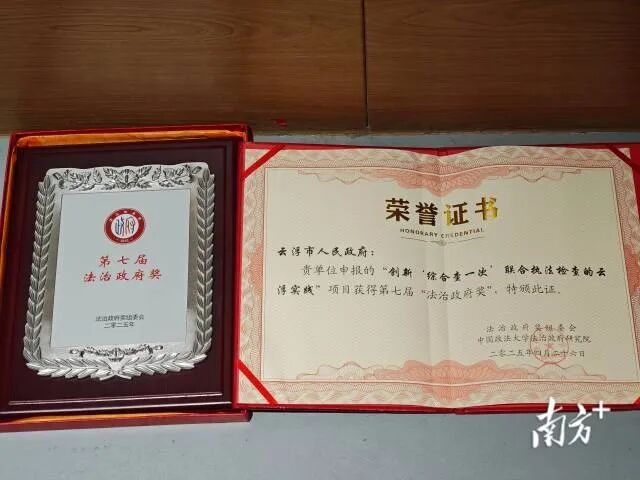 政府
第七届
法治政府奖
法治政府奖组委会
二零二五年
荣誉证书
HONORARY CREDENTIAL
云浮市人民政府:
贵单位申报的“创新‘综合查一次’联合执法检查的云
浮实践”项目获得第七届“法治政府奖”,特颁此证。
法治政府奖组委会
中国政法大学法治政府研究院
二〇二五年四月二十六日
南方+
南方+